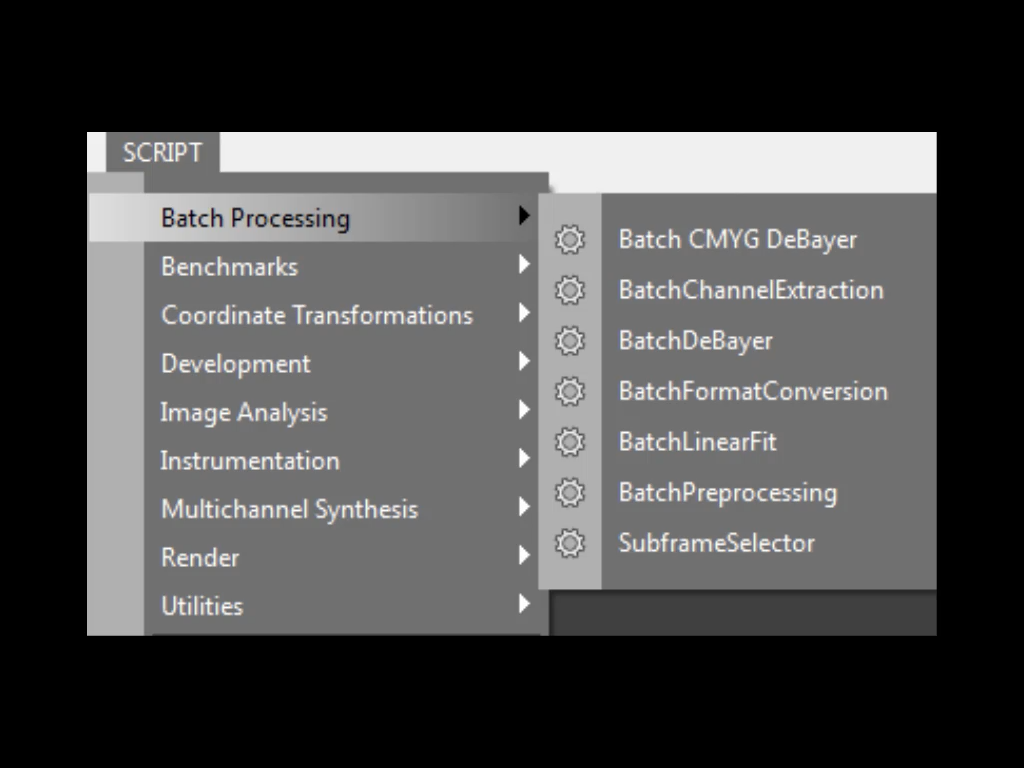 SCRIPT
Batch Processing
Benchmarks
Coordinate Transformations
Development
Image Analysis
Instrumentation
Multichannel Synthesis
Render
Utilities
Batch CMYG DeBayer
BatchChannelExtraction
BatchDeBayer
BatchFormatConversion
BatchLinearFit
BatchPreprocessing
SubframeSelector